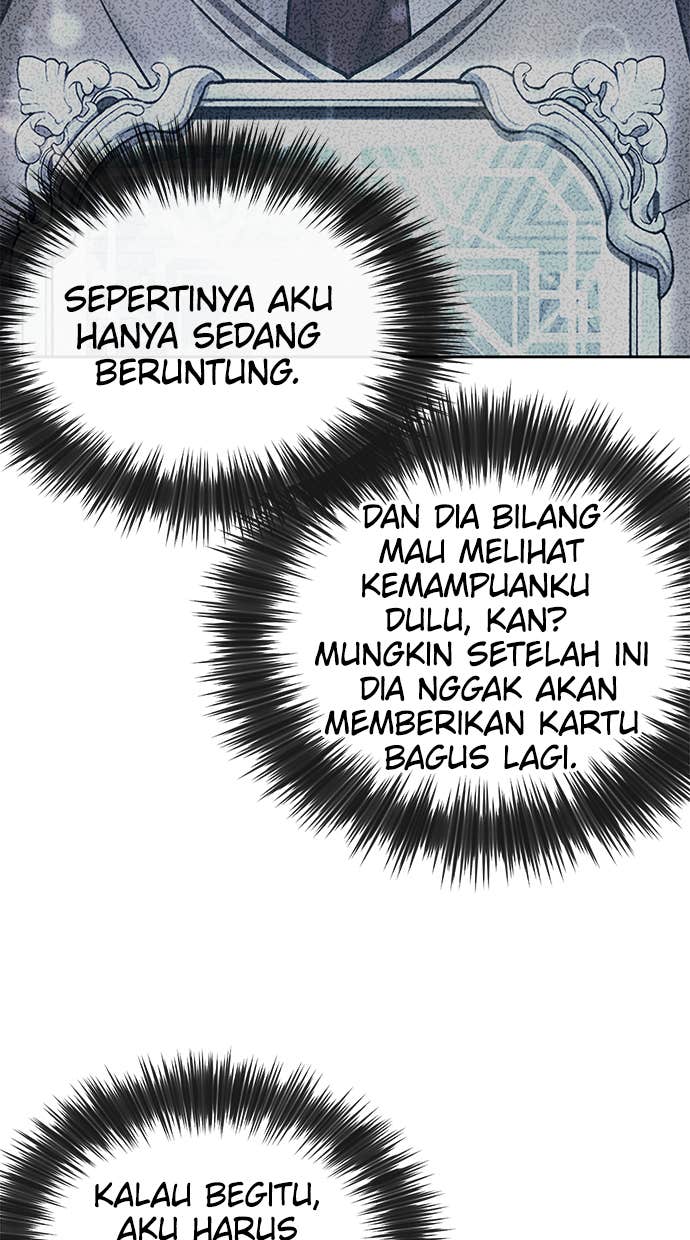 SEPERTINYA AKU
HANYA SEDANG
BERUNTUNG.
DAN DIA BILANG
MAU MELIHAT
KEMAMPUANKU
DULU, KAN?
MUNGKIN SETELAH INI
DIA NGGAK AKAN
MEMBERIKAN KARTU
BAGUS LAGI.
KALAU BEGITU,
AKU HARUS